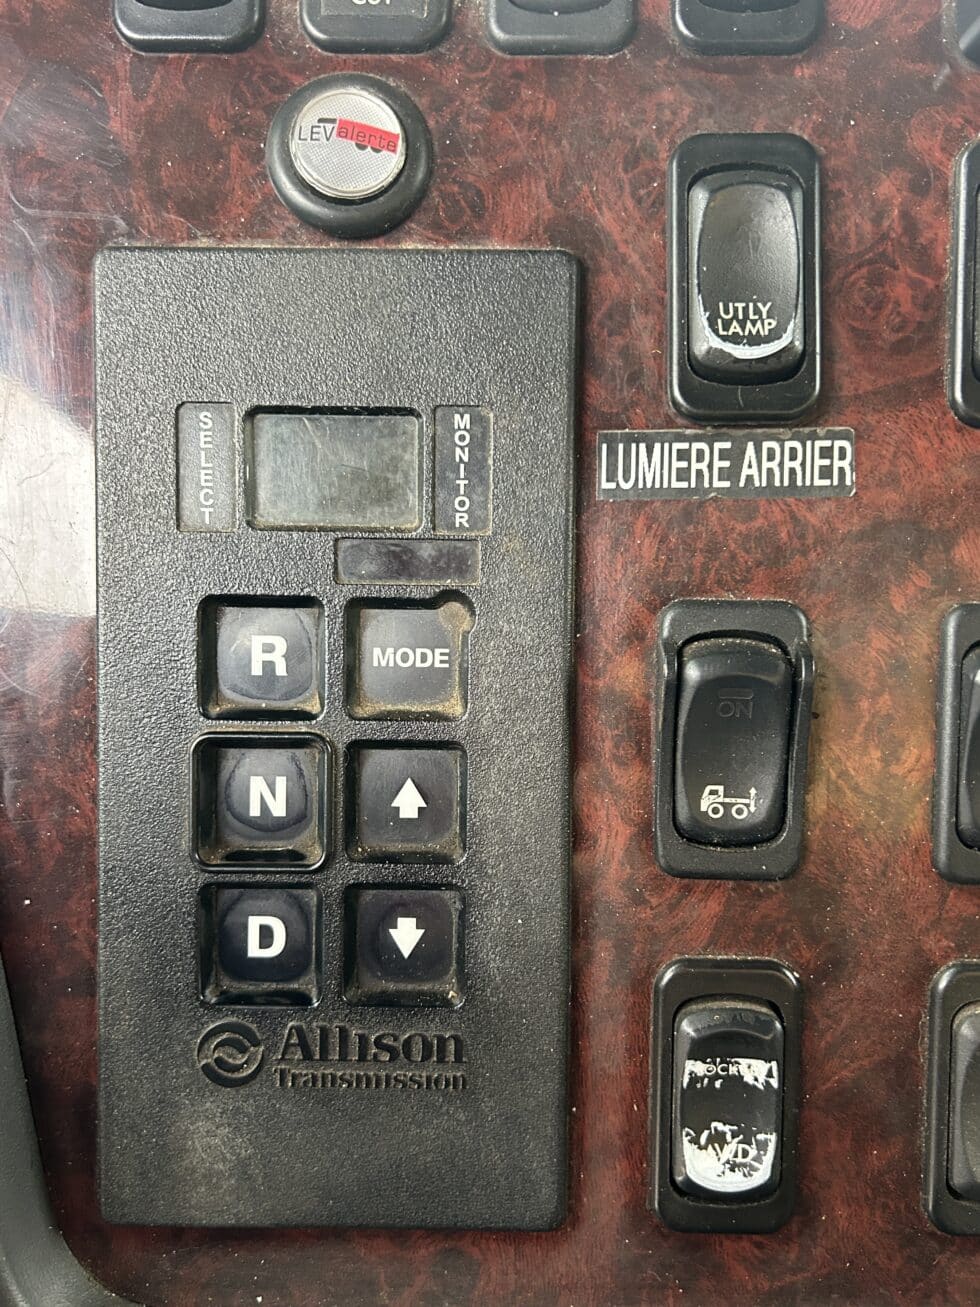 LEValerte
UTLY
LAMP
SELECT
MONITOR
LUMIERE ARRIER
R
MODE
ON
N
D
Allison
Transmission